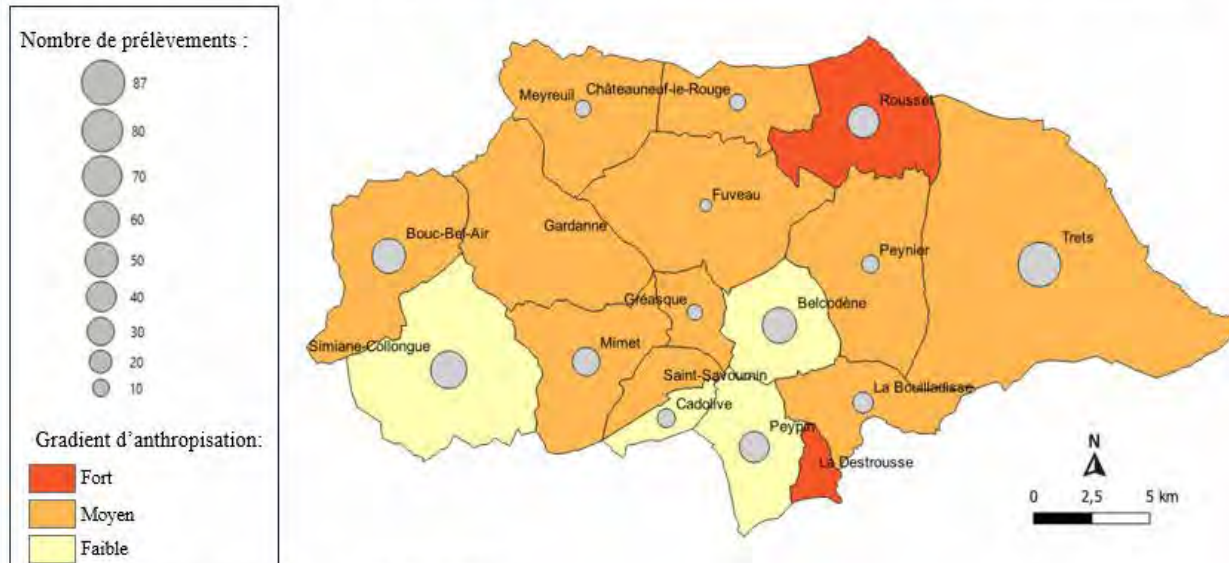 Nombre de prélèvements :
87
80
70
60
50
40
30
20
10
Gradient d’anthropisation:
Fort
Moyen
Faible
Meyreuil
Châteauneuf-le-Rouge
Rousset
Fuveau
Gardanne
Bouc-Bel-Air
Peynier
Trets
Gréasque
Belcodène
Simiane-Collongue
Mimet
Saint-Savournin
La Bouilladisse
Cadolive
Peypin
La Destrousse
N
0 2,5 5 km